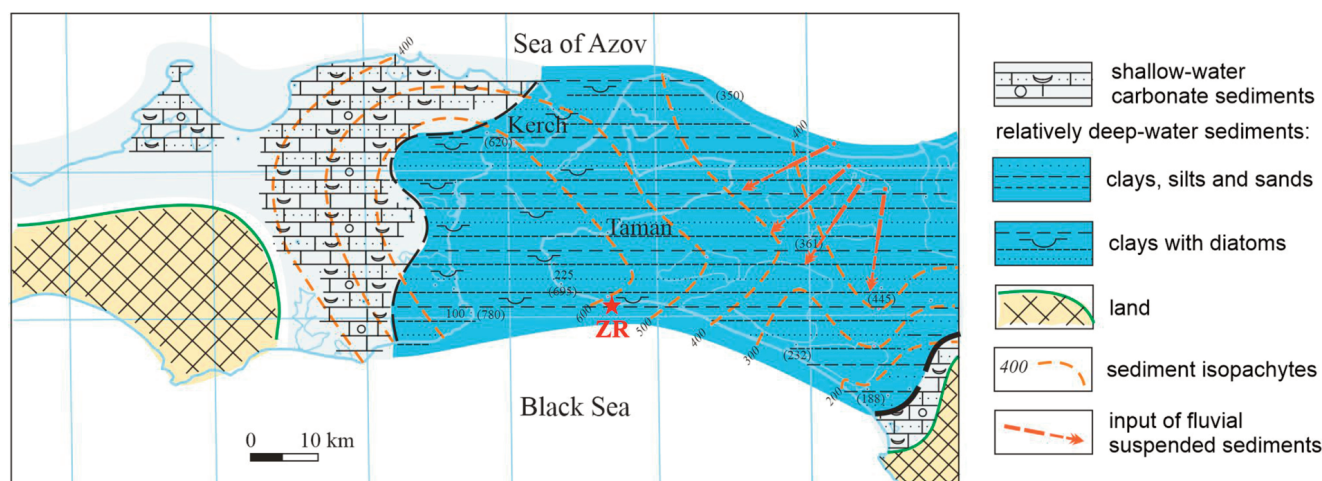 Sea of Azov
400
(350)
Kerch
400
(620)
Taman
(361)
225
(695)
(445)
100
(780)
600
ZR
500
400
300
(232)
200
(188)
Black Sea
0 10 km
shallow-water
carbonate sediments
relatively deep-water sediments:
clays, silts and sands
clays with diatoms
land
400
sediment isopachytes
input of fluvial
suspended sediments